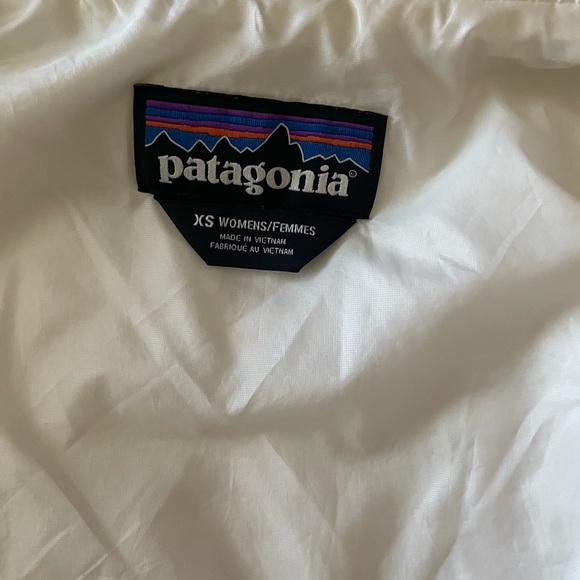 patagonia®
XS WOMENS/FEMMES
MADE IN VIETNAM
FABRIQUÉ AU VIETNAM